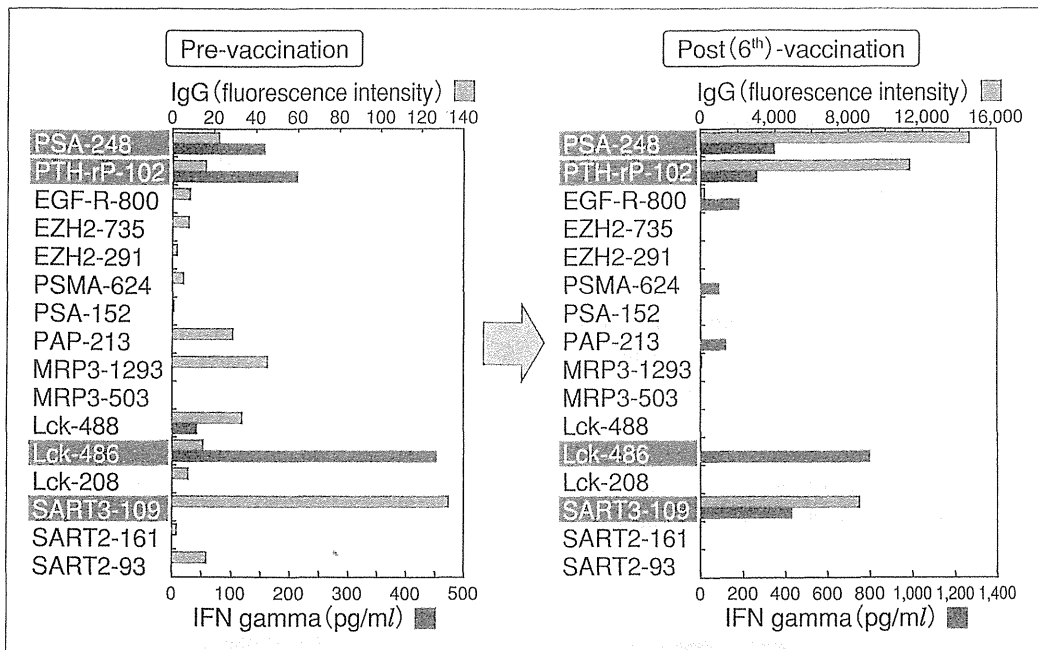 Pre-vaccination
IgG (fluorescence intensity)
0 20 40 60 80 100 120 140
PSA-248
PTH-rP-102
EGF-R-800
EZH2-735
EZH2-291
PSMA-624
PSA-152
PAP-213
MRP3-1293
MRP3-503
Lck-488
Lck-486
Lck-208
SART3-109
SART2-161
SART2-93
0 100 200 300 400 500
IFN gamma (pg/ml)
Post (6th) -vaccination
IgG (fluorescence intensity)
0 4,000 8,000 12,000 16,000
PSA-248
PTH-rP-102
EGF-R-800
EZH2-735
EZH2-291
PSMA-624
PSA-152
PAP-213
MRP3-1293
MRP3-503
Lck-488
Lck-486
Lck-208
SART3-109
SART2-161
SART2-93
0 200 400 600 800 1,000 1,200 1,400
IFN gamma (pg/ml)